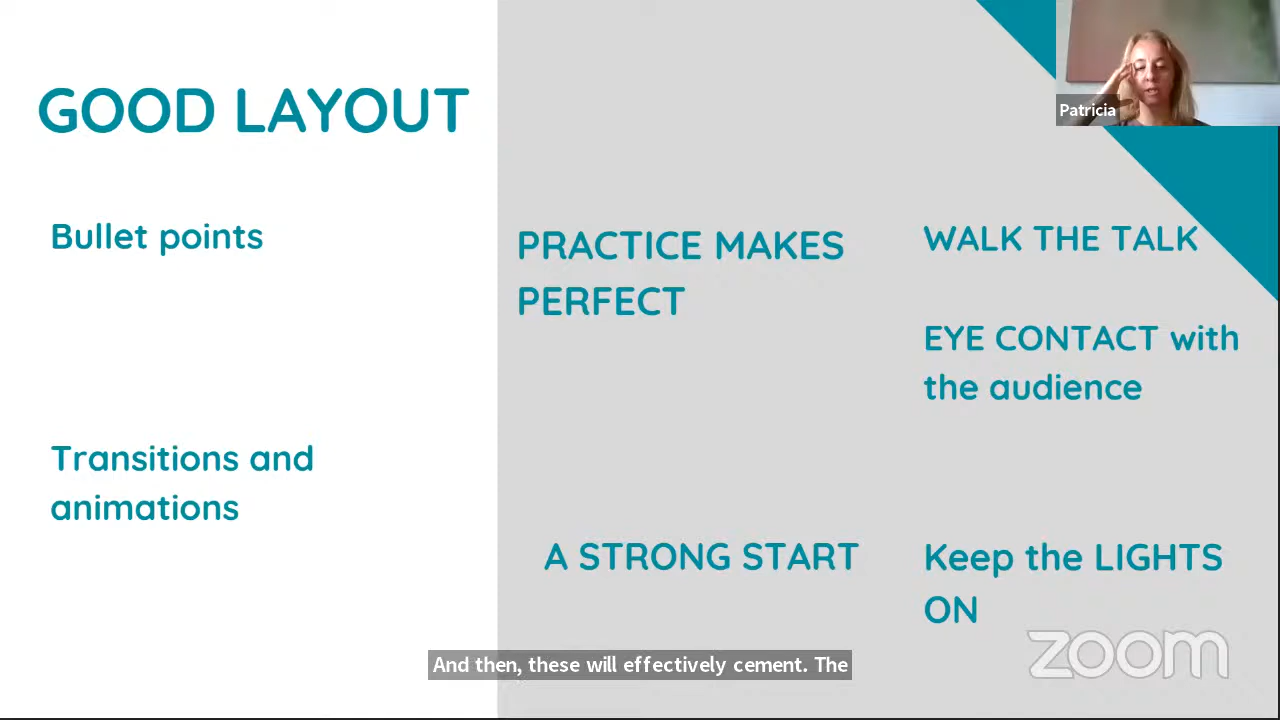 GOOD LAYOUT
Bullet points
Transitions and
animations
PRACTICE MAKES
PERFECT
A STRONG START
WALK THE TALK
EYE CONTACT with
the audience
Keep the LIGHTS
ON
Patricia
And then, these will effectively cement. The
zoom